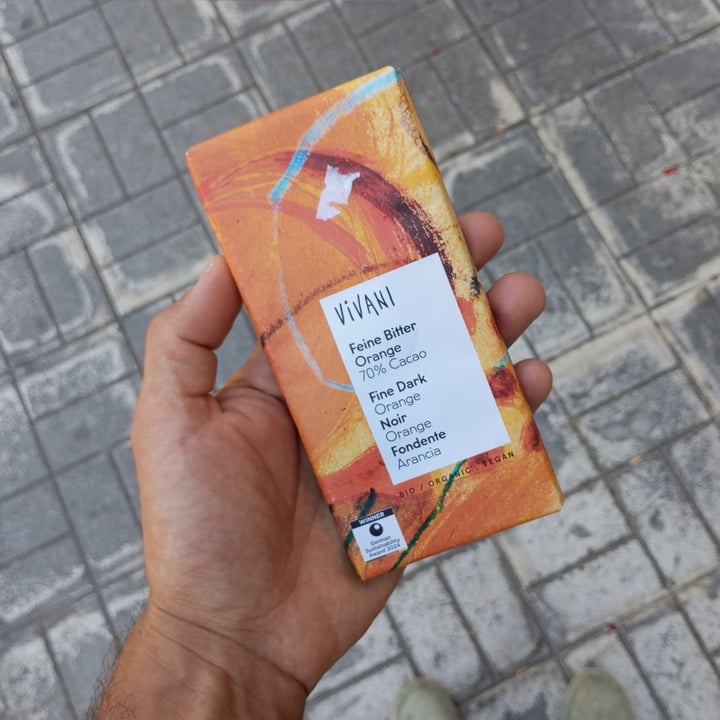 ViVANI
Feine Bitter
Orange
70% Cacao
Fine Dark
Orange
Noir
Orange
Fondente
Arancia
BIO / ORGANIC - VEGAN
WINNER
German
Sustainability
Award 2024